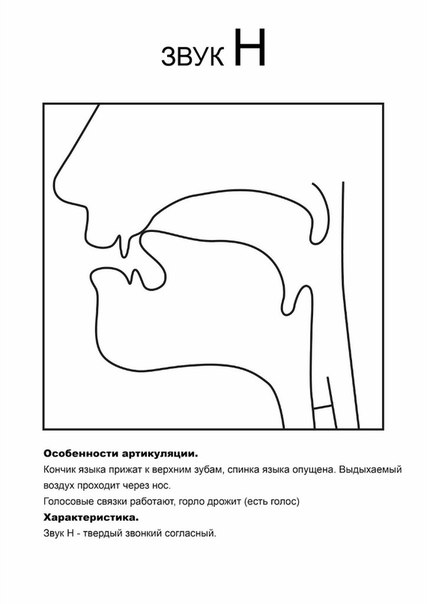 ЗВУК Н
Особенности артикуляции.
Кончик языка прижат к верхним зубам, спинка языка опущена. Выдыхаемый
воздух проходит через нос.
Голосовые связки работают, горло дрожит (есть голос)
Характеристика.
Звук Н - твердый звонкий согласный.